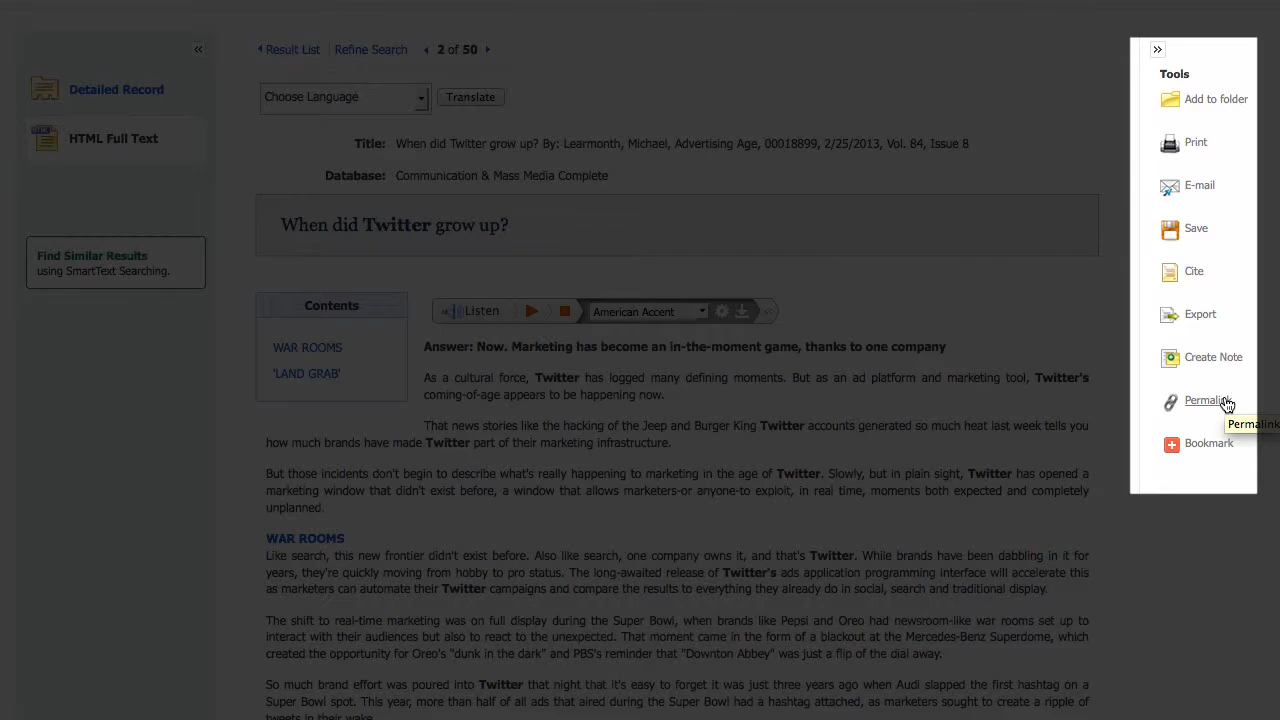 Result List Refine Search 2 of 50
Detailed Record
HTML Full Text
Find Similar Results
using SmartText Searching.
Choose Language Translate
Title: When did Twitter grow up? By: Learmonth, Michael, Advertising Age, 00018899, 2/25/2013, Vol. 84, Issue 8
Database: Communication & Mass Media Complete
When did Twitter grow up?
Contents
WAR ROOMS
'LAND GRAB'
Listen American Accent
Answer: Now. Marketing has become an in-the-moment game, thanks to one company
As a cultural force, Twitter has logged many defining moments. But as an ad platform and marketing tool, Twitter's
coming-of-age appears to be happening now.
That news stories like the hacking of the Jeep and Burger King Twitter accounts generated so much heat last week tells you
how much brands have made Twitter part of their marketing infrastructure.
But those incidents don't begin to describe what's really happening to marketing in the age of Twitter. Slowly, but in plain sight, Twitter has opened a
marketing window that didn't exist before, a window that allows marketers-or anyone-to exploit, in real time, moments both expected and completely
unplanned.
WAR ROOMS
Like search, this new frontier didn't exist before. Also like search, one company owns it, and that's Twitter. While brands have been dabbling in it for
years, they're quickly moving from hobby to pro status. The long-awaited release of Twitter's ads application programming interface will accelerate this
as marketers can automate their Twitter campaigns and compare the results to everything they already do in social, search and traditional display.
The shift to real-time marketing was on full display during the Super Bowl, when brands like Pepsi and Oreo had newsroom-like war rooms set up to
interact with their audiences but also to react to the unexpected. That moment came in the form of a blackout at the Mercedes-Benz Superdome, which
created the opportunity for Oreo's "dunk in the dark" and PBS's reminder that "Downton Abbey" was just a flip of the dial away.
So much brand effort was poured into Twitter that night that it's easy to forget it was just three years ago when Audi slapped the first hashtag on a
Super Bowl spot. This year, more than half of all ads that aired during the Super Bowl had a hashtag attached, as marketers sought to create a ripple of
tweets in their wake.
Tools
Add to folder
Print
E-mail
Save
Cite
Export
Create Note
Permalink
Permalink
Bookmark